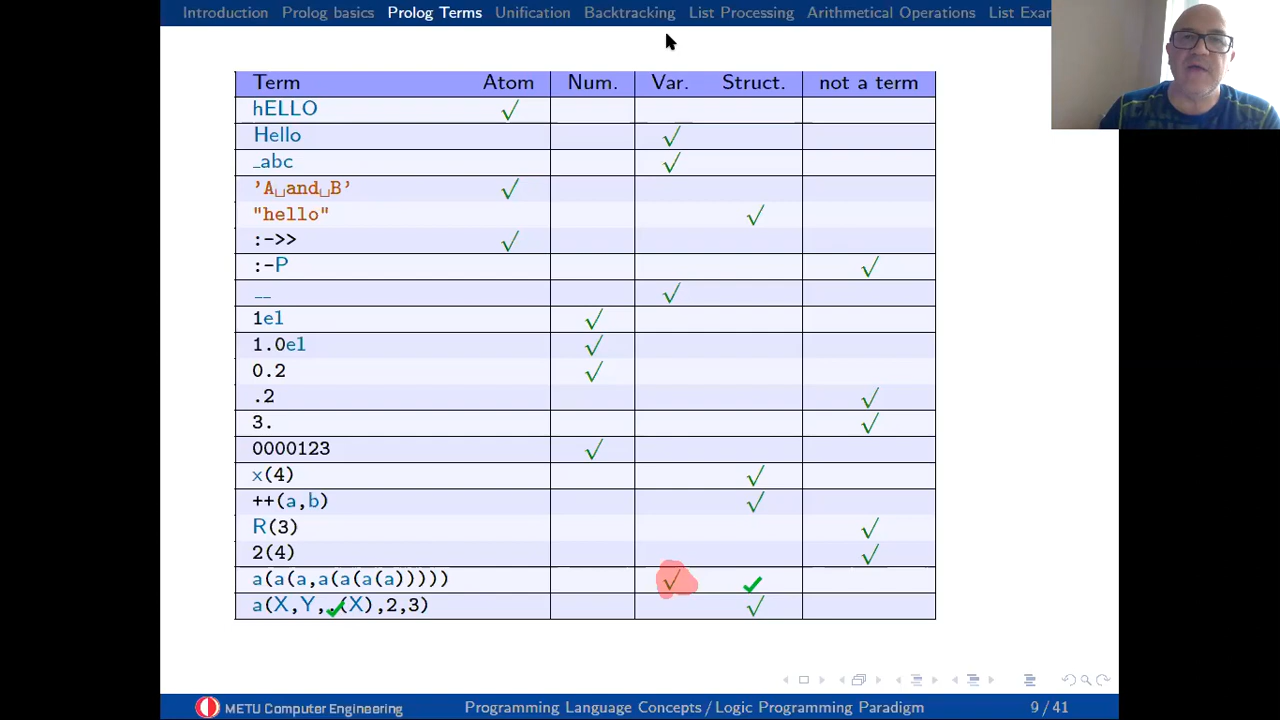 Introduction Prolog basics Prolog Terms Unification Backtracking List Processing Arithmetical Operations List Exar
Term Atom Num. Var. Struct. not a term
hELLO √
Hello √
_abc √
'A␣and␣B' √
"hello" √
:->> √
:-P √
__ √
1e1 √
1.0e1 √
0.2 √
.2 √
3. √
0000123 √
x(4) √
++(a,b) √
R(3) √
2(4) √
a(a(a,a(a(a(a))))) √ ✓
a(X,Y,.(X),2,3) √
METU Computer Engineering Programming Language Concepts/Logic Programming Paradigm 9 / 41